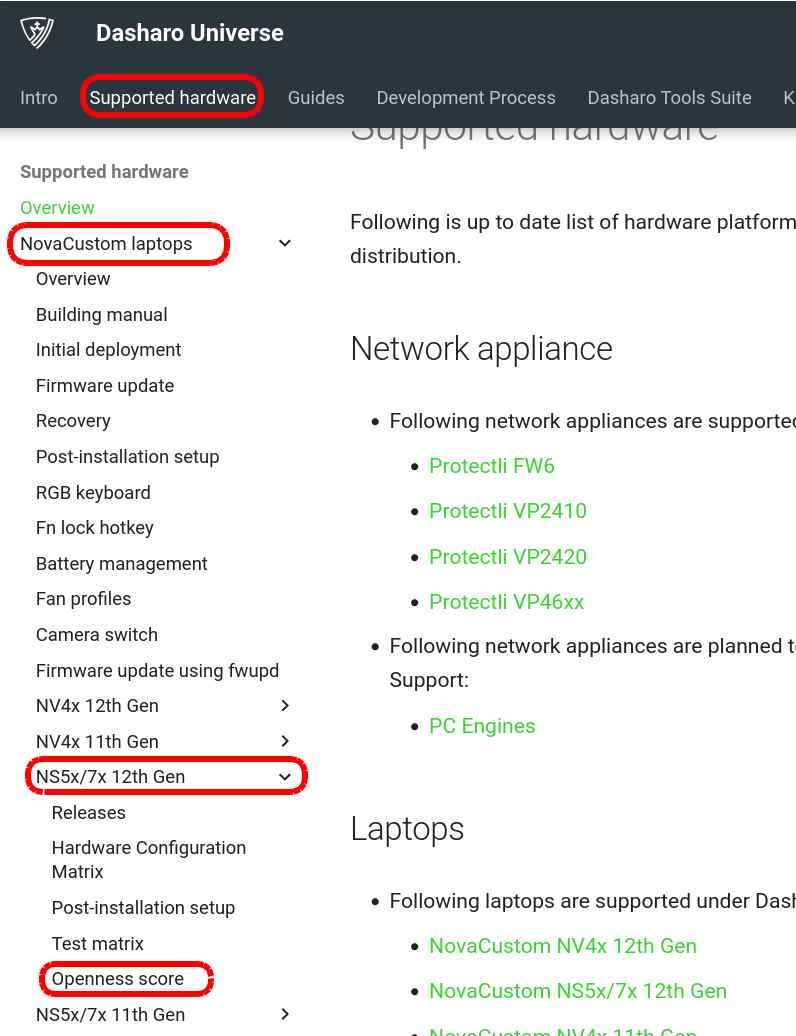 Dasharo Universe
Intro
Supported hardware
Guides
Development Process
Dasharo Tools Suite
K
Supported hardware
Overview
NovaCustom laptops
Overview
Building manual
Initial deployment
Firmware update
Recovery
Post-installation setup
RGB keyboard
Fn lock hotkey
Battery management
Fan profiles
Camera switch
Firmware update using fwupd
NV4x 12th Gen
NV4x 11th Gen
NS5x/7x 12th Gen
Releases
Hardware Configuration
Matrix
Post-installation setup
Test matrix
Openness score
NS5x/7x 11th Gen
Supported hardware
Following is up to date list of hardware platform
distribution.
Network appliance
Following network appliances are supported
Protectli FW6
Protectli VP2410
Protectli VP2420
Protectli VP46xx
Following network appliances are planned t
Support:
PC Engines
Laptops
Following laptops are supported under Dash
NovaCustom NV4x 12th Gen
NovaCustom NS5x/7x 12th Gen
NovaCustom NV4x 11th Gen